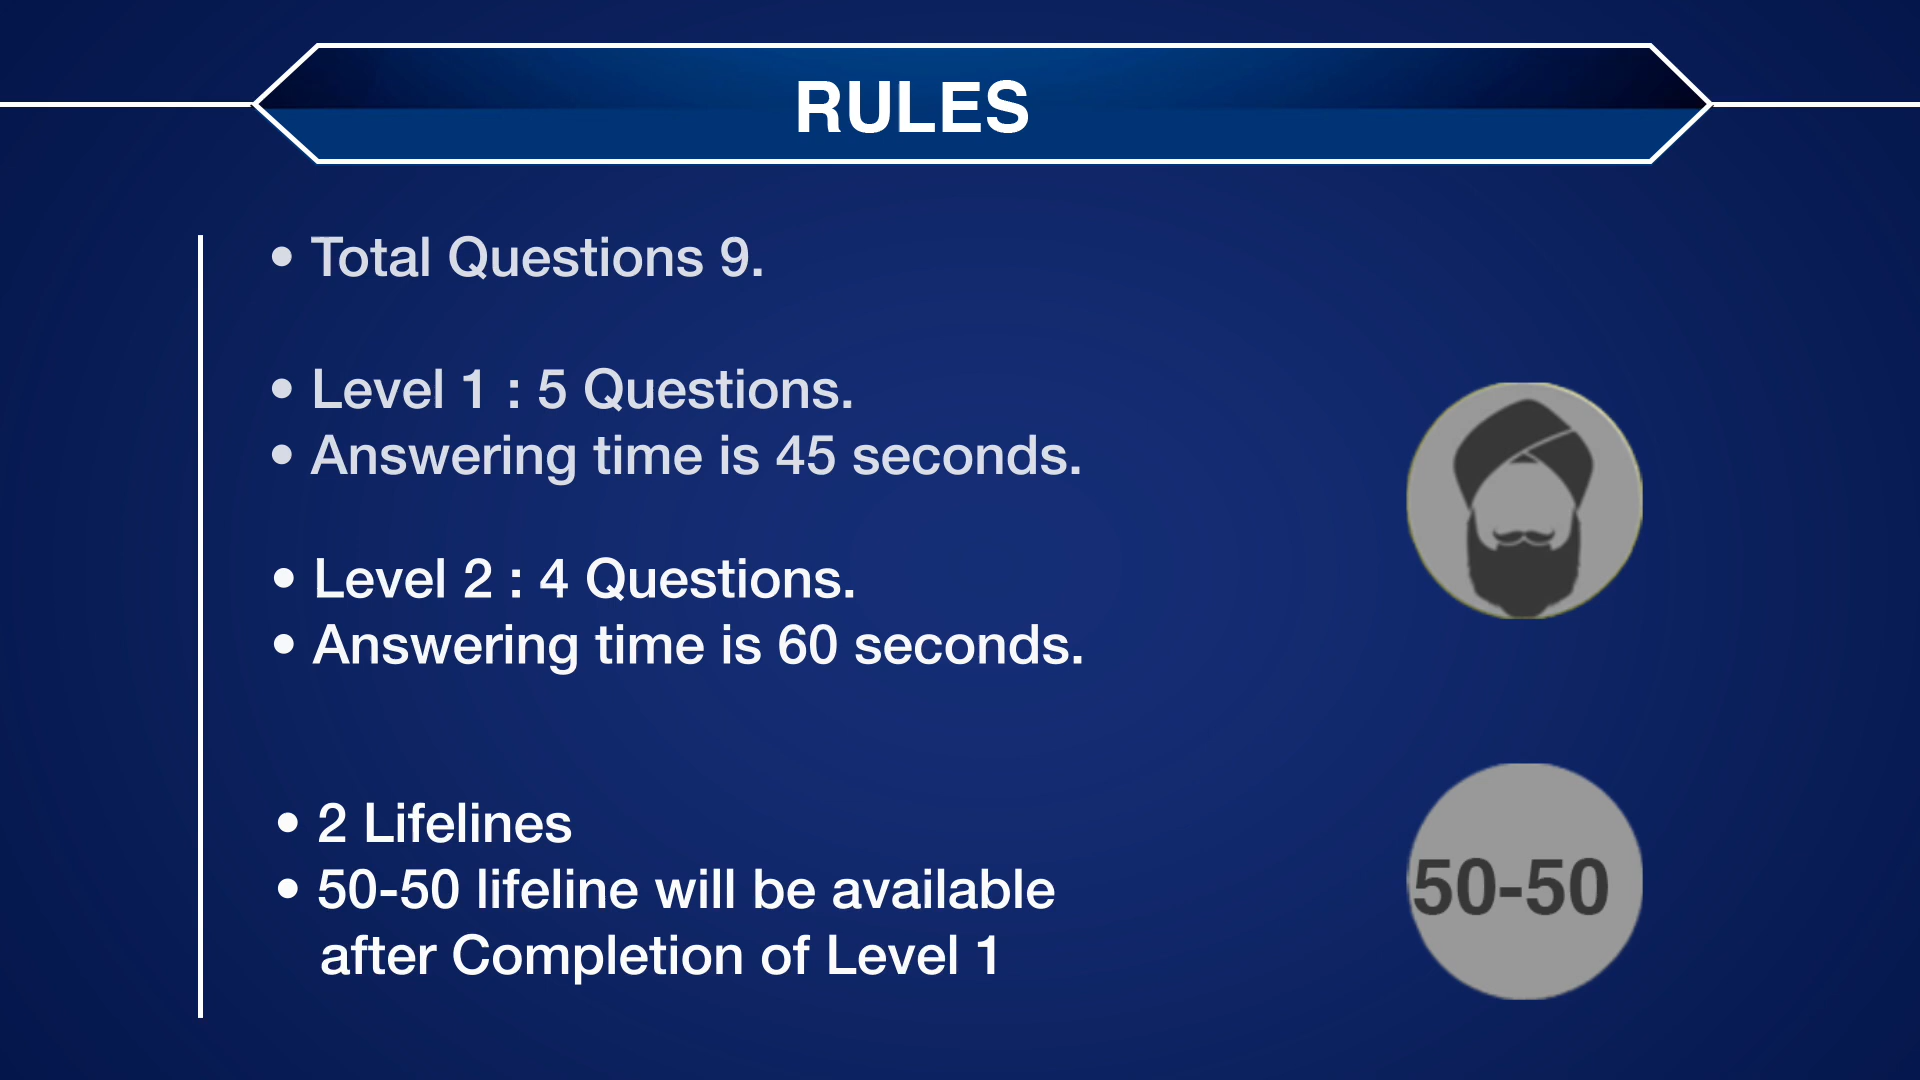 RULES
• Total Questions 9.
• Level 1 : 5 Questions.
• Answering time is 45 seconds.
• Level 2 : 4 Questions.
• Answering time is 60 seconds.
• 2 Lifelines
• 50-50 lifeline will be available
after Completion of Level 1
50-50